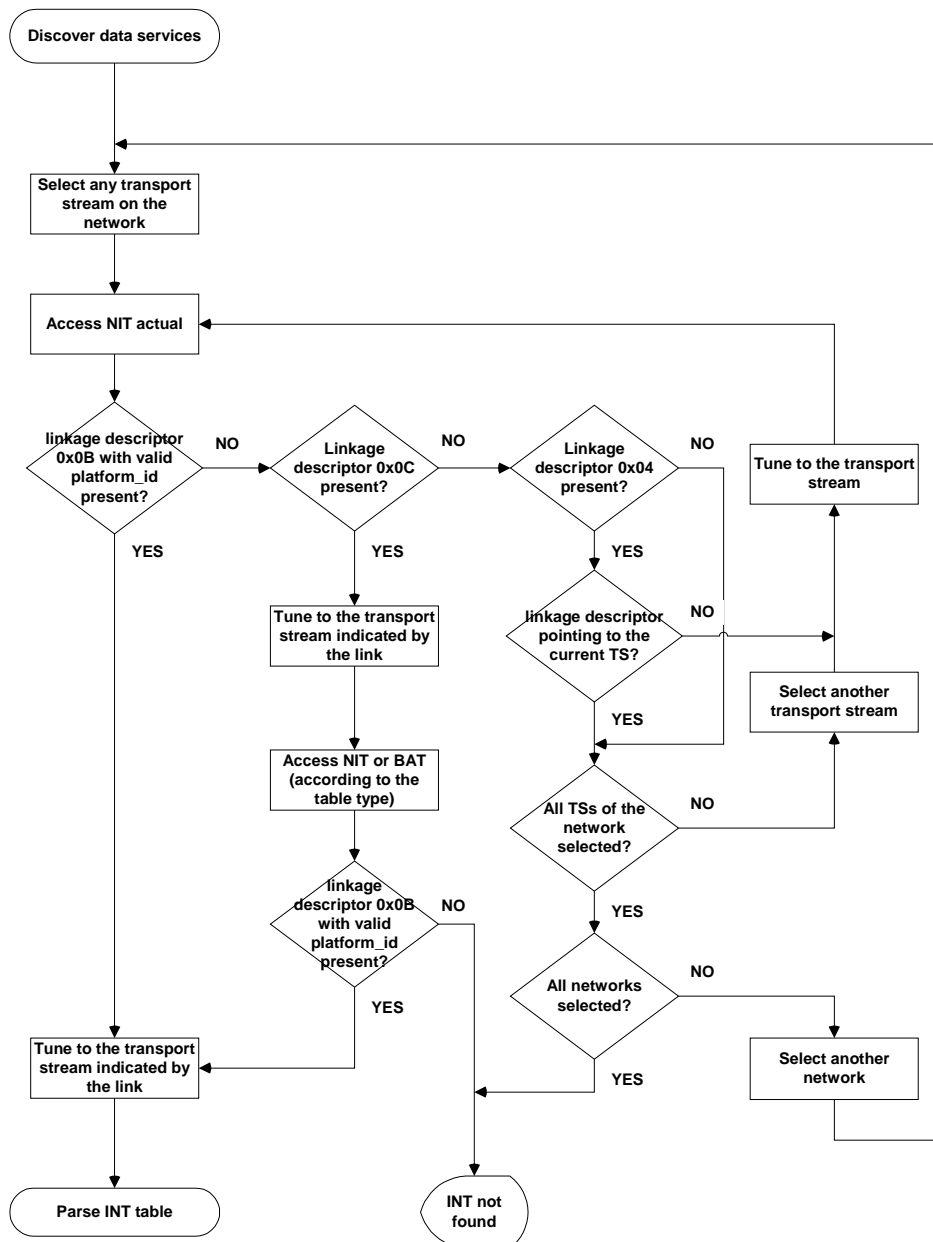 Discover data services
Select any transport
stream on the
network
Access NIT actual
linkage descriptor
0x0B with valid
platform_id
present?
NO
Linkage
descriptor 0x0C
present?
NO
Linkage
descriptor 0x04
present?
NO
Tune to the transport
stream
YES
YES
YES
Tune to the transport
stream indicated by
the link
linkage descriptor
pointing to the
current TS?
NO
Select another
transport stream
YES
Access NIT or BAT
(according to the
table type)
All TSs of the
network
selected?
NO
linkage
descriptor 0x0B
with valid
platform_id
present?
NO
YES
All networks
selected?
NO
YES
Tune to the transport
stream indicated by
the link
YES
Select another
network
Parse INT table
INT not
found